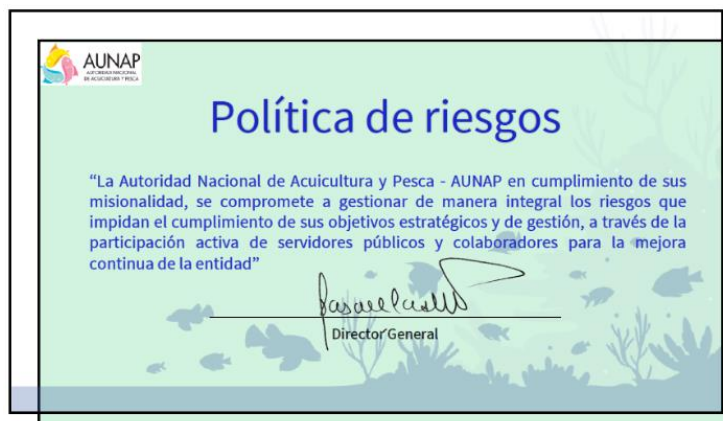 AUNAP
AUTORIDAD NACIONAL
DE ACUICULTURA Y PESCA
Política de riesgos
“La Autoridad Nacional de Acuicultura y Pesca - AUNAP en cumplimiento de sus
misionalidad, se compromete a gestionar de manera integral los riesgos que
impidan el cumplimiento de sus objetivos estratégicos y de gestión, a través de la
participación activa de servidores públicos y colaboradores para la mejora
continua de la entidad”
Director General